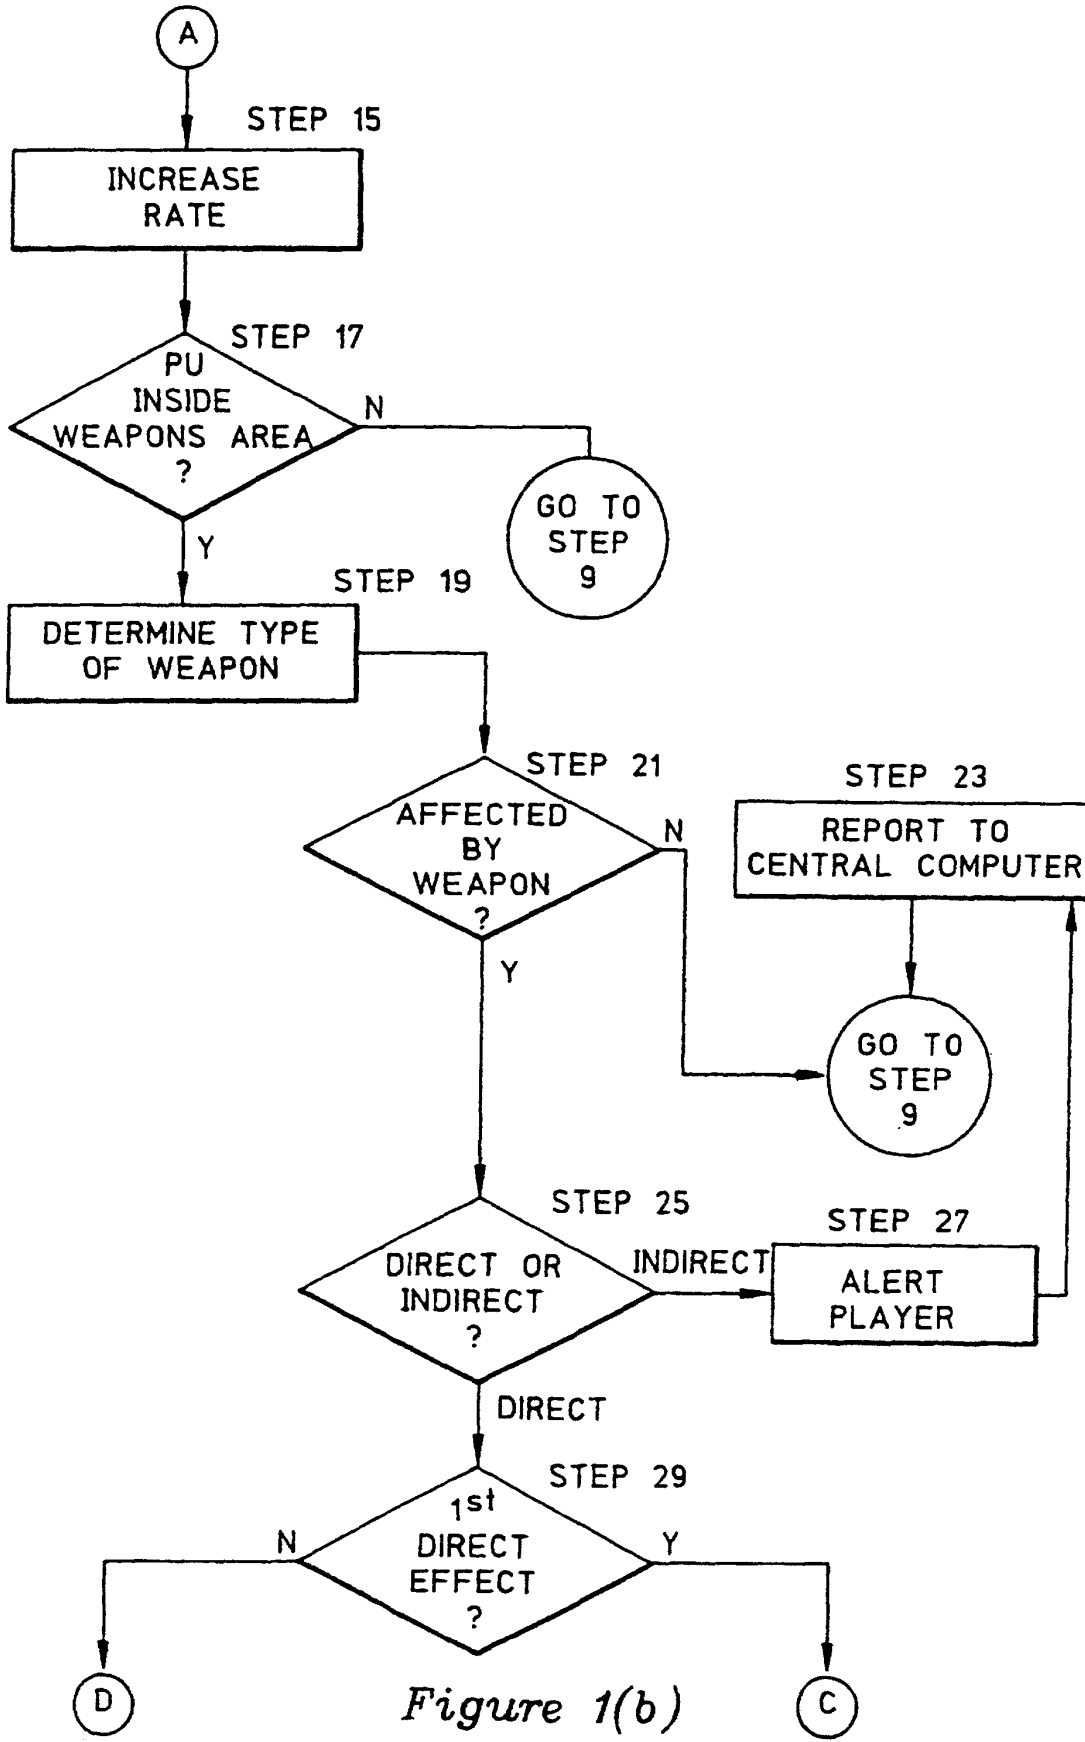 A
STEP 15
INCREASE
RATE
STEP 17
PU
INSIDE
WEAPONS AREA
?
N
GO TO
STEP
9
Y
STEP 19
DETERMINE TYPE
OF WEAPON
STEP 21
AFFECTED
BY
WEAPON
?
N
Y
STEP 23
REPORT TO
CENTRAL COMPUTER
GO TO
STEP
9
STEP 25
DIRECT OR
INDIRECT
?
INDIRECT
STEP 27
ALERT
PLAYER
DIRECT
STEP 29
1st
DIRECT
EFFECT
?
N
Y
D
C
Figure 1(b)